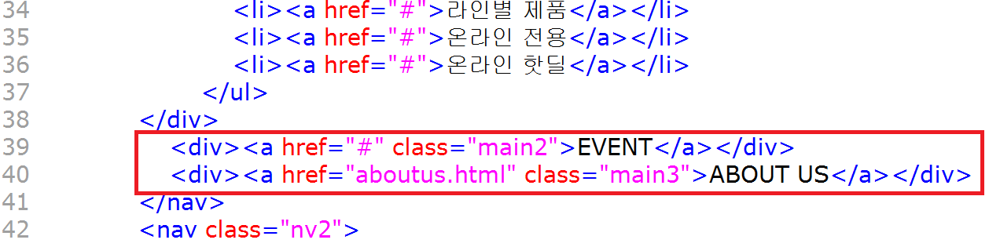 34 <li><a href="#">라인별 제품</a></li>
35 <li><a href="#">온라인 전용</a></li>
36 <li><a href="#">온라인 핫딜</a></li>
37 </ul>
38 </div>
39 <div><a href="#" class="main2">EVENT</a></div>
40 <div><a href="aboutus.html" class="main3">ABOUT US</a></div>
41 </nav>
42 <nav class="nv2">